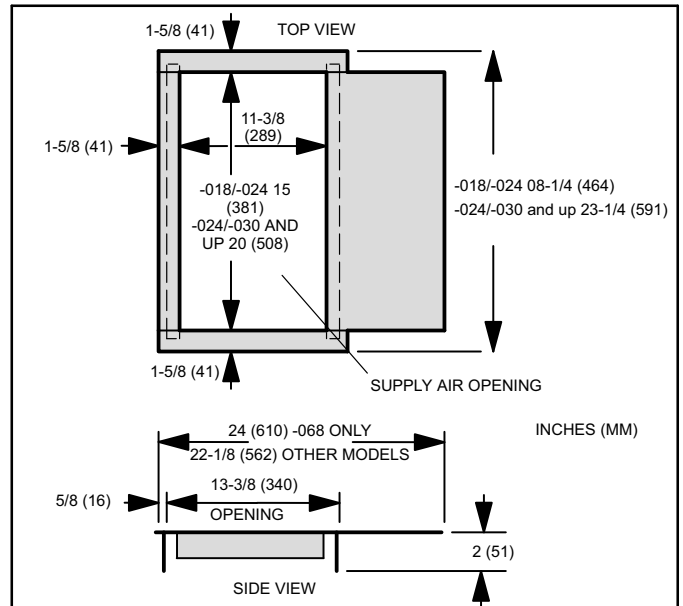 1-5/8 (41)
TOP VIEW
11-3/8
(289)
1-5/8 (41)
-018/-024 15
(381)
-024/-030 AND
UP 20 (508)
-018/-024 08-1/4 (464)
-024/-030 and up 23-1/4 (591)
1-5/8 (41)
SUPPLY AIR OPENING
24 (610) -068 ONLY
22-1/8 (562) OTHER MODELS
INCHES (MM)
13-3/8 (340)
5/8 (16)
OPENING
2 (51)
SIDE VIEW